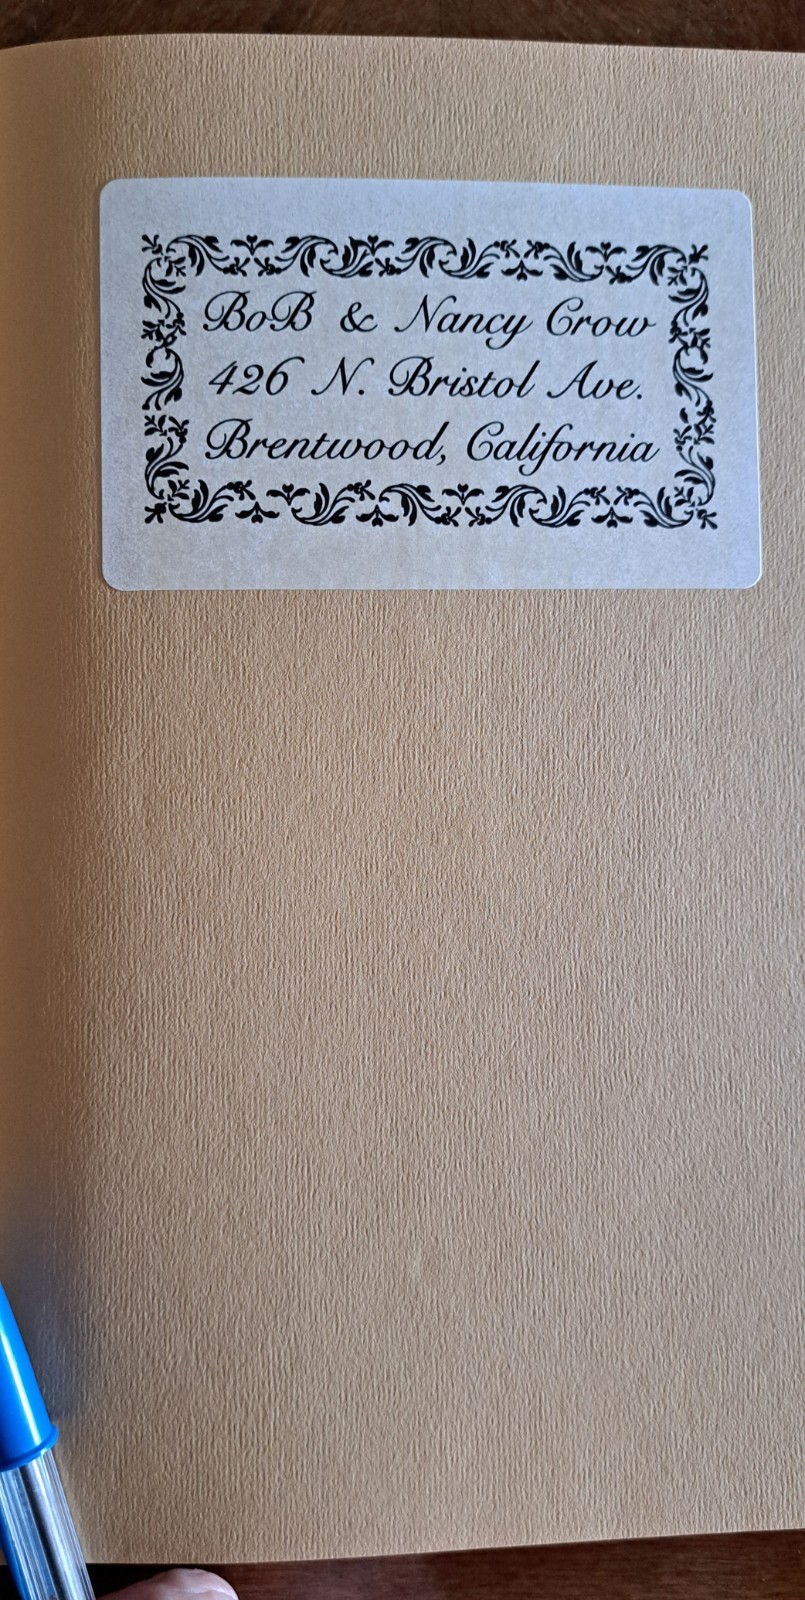 BoB & Nancy Crow
426 N. Bristol Ave.
Brentwood, California